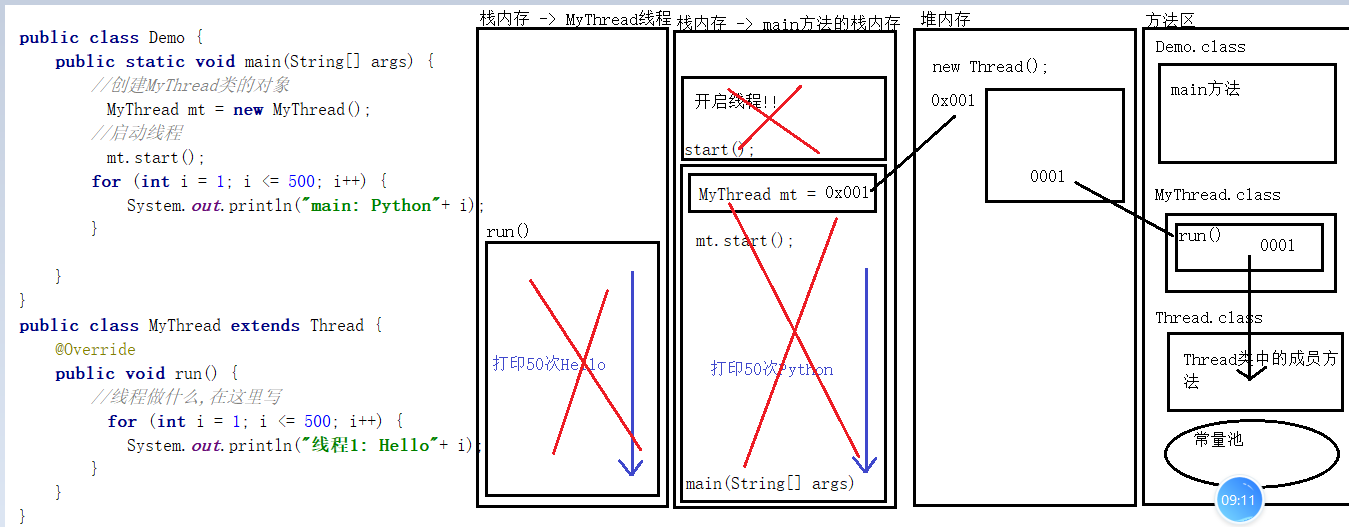 public class Demo {
public static void main(String[] args) {
//创建MyThread类的对象
MyThread mt = new MyThread();
//启动线程
mt.start();
for (int i = 1; i <= 500; i++) {
System.out.println("main: Python"+ i);
}
}
}
public class MyThread extends Thread {
@Override
public void run() {
//线程做什么,在这里写
for (int i = 1; i <= 500; i++) {
System.out.println("线程1: Hello"+ i);
}
}
}
栈内存 -> MyThread线程
run()
打印50次Hello
栈内存 -> main方法的栈内存
开启线程!!
start();
MyThread mt = 0x001
mt.start();
打印50次Python
main(String[] args)
堆内存
new Thread();
0x001
0001
方法区
Demo.class
main方法
MyThread.class
run()
0001
Thread.class
Thread类中的成员方
法
常量池
09:11